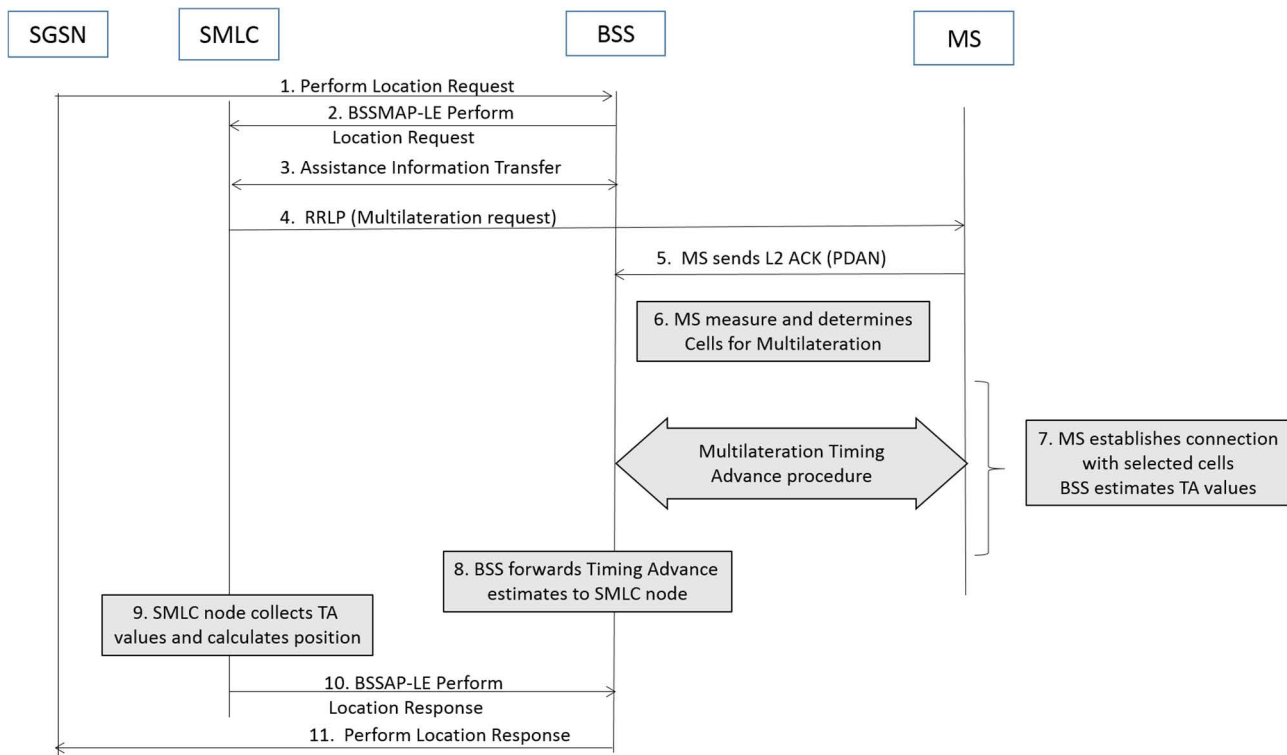 SGSN
SMLC
BSS
MS
1. Perform Location Request
2. BSSMAP-LE Perform
Location Request
3. Assistance Information Transfer
4. RRLP (Multilateration request)
5. MS sends L2 ACK (PDAN)
6. MS measure and determines
Cells for Multilateration
Multilateration Timing
Advance procedure
7. MS establishes connection
with selected cells
BSS estimates TA values
8. BSS forwards Timing Advance
estimates to SMLC node
9. SMLC node collects TA
values and calculates position
10. BSSAP-LE Perform
Location Response
11. Perform Location Response